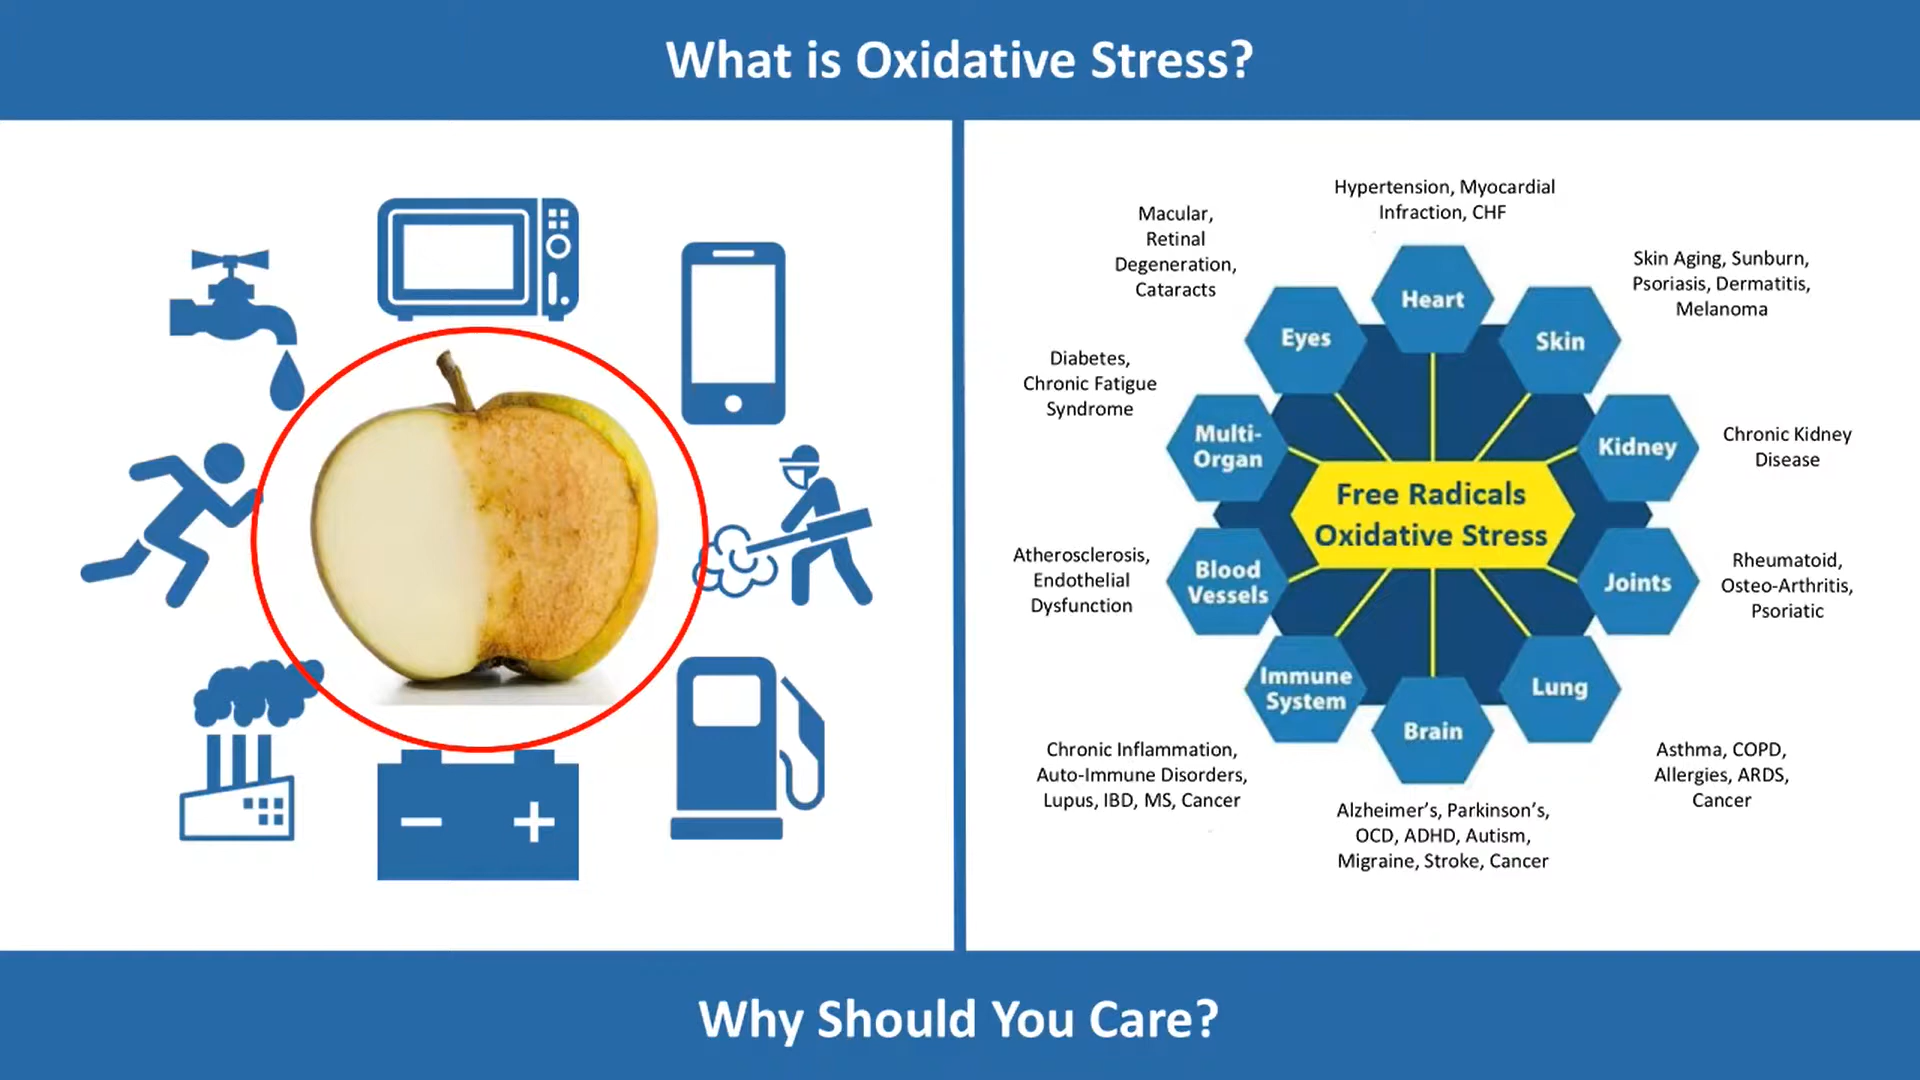 What is Oxidative Stress?
Hypertension, Myocardial
Infraction, CHF
Macular,
Retinal
Degeneration,
Cataracts
Skin Aging, Sunburn,
Psoriasis, Dermatitis,
Melanoma
Heart
Eyes
Skin
Diabetes,
Chronic Fatigue
Syndrome
Multi-
Organ
Kidney
Chronic Kidney
Disease
Free Radicals
Oxidative Stress
Atherosclerosis,
Endothelial
Dysfunction
Blood
Vessels
Joints
Rheumatoid,
Osteo-Arthritis,
Psoriatic
Immune
System
Lung
Brain
Chronic Inflammation,
Auto-Immune Disorders,
Lupus, IBD, MS, Cancer
Asthma, COPD,
Allergies, ARDS,
Cancer
Alzheimer’s, Parkinson’s,
OCD, ADHD, Autism,
Migraine, Stroke, Cancer
Why Should You Care?